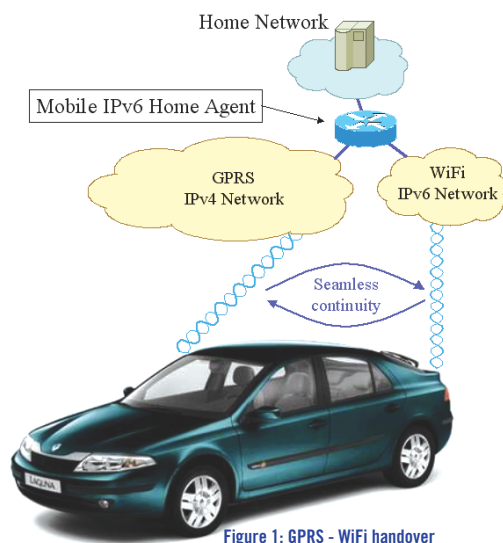 Home Network
Mobile IPv6 Home Agent
GPRS
IPv4 Network
WiFi
IPv6 Network
Seamless
continuity
LAGUNA
Figure 1: GPRS - WiFi handover